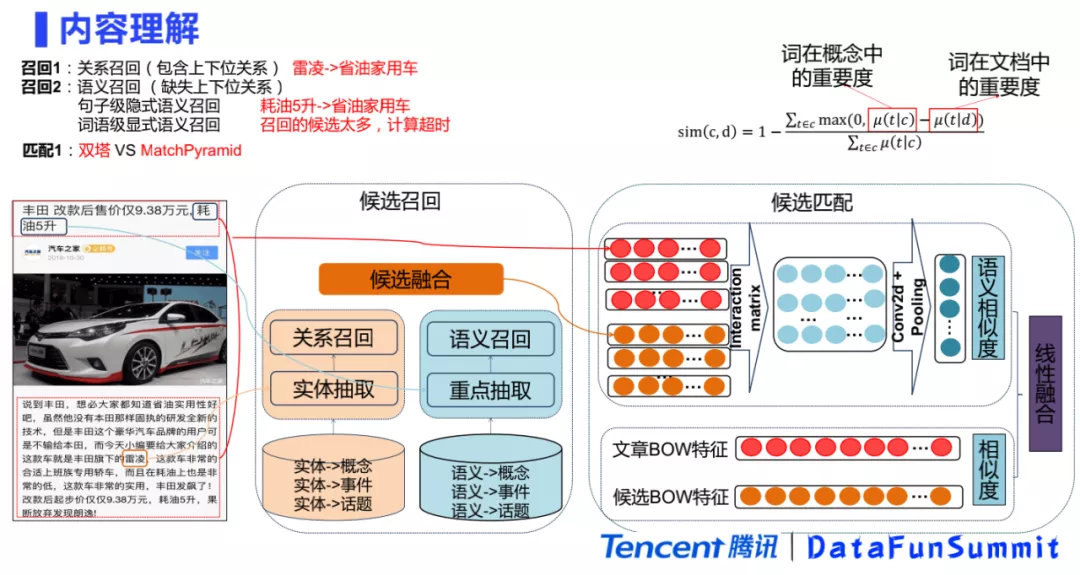 内容理解
召回1：关系召回（包含上下位关系） 雷凌->省油家用车
召回2：语义召回（缺失上下位关系）
句子级隐式语义召回 耗油5升->省油家用车
词语级显式语义召回 召回的候选太多，计算超时
匹配1：双塔 VS MatchPyramid
词在概念中
的重要度
词在文档中
的重要度
sim(c, d) = 1 − ∑t∈c max(0, μ(t|c) − μ(t|d)) / ∑t∈c μ(t|c)
丰田 改款后售价仅9.38万元,耗
油5升
汽车之家
2018-10-30
关注
说到丰田，想必大家都知道省油实用性好
吧，虽然他没有本田那样固执的研发全新的
技术，但是丰田这个豪华汽车品牌的用户可
是不输给本田，而今天小编要给大家介绍的
这款车就是丰田旗下的雷凌，这款车非常的
合适上班族专用轿车，而且在耗油上也是非
常的低，这款车非常的实用，丰田发飙了！
改款后起步价仅仅9.38万元，耗油5升，果
断放弃发现朗逸!
候选召回
候选融合
关系召回
实体抽取
语义召回
重点抽取
实体->概念
实体->事件
实体->话题
语义->概念
语义->事件
语义->话题
候选匹配
Interaction
matrix
Conv2d +
Pooling
语义相似度
线性融合
文章BOW特征
候选BOW特征
相似度
Tencent 腾讯 | DataFunSummit